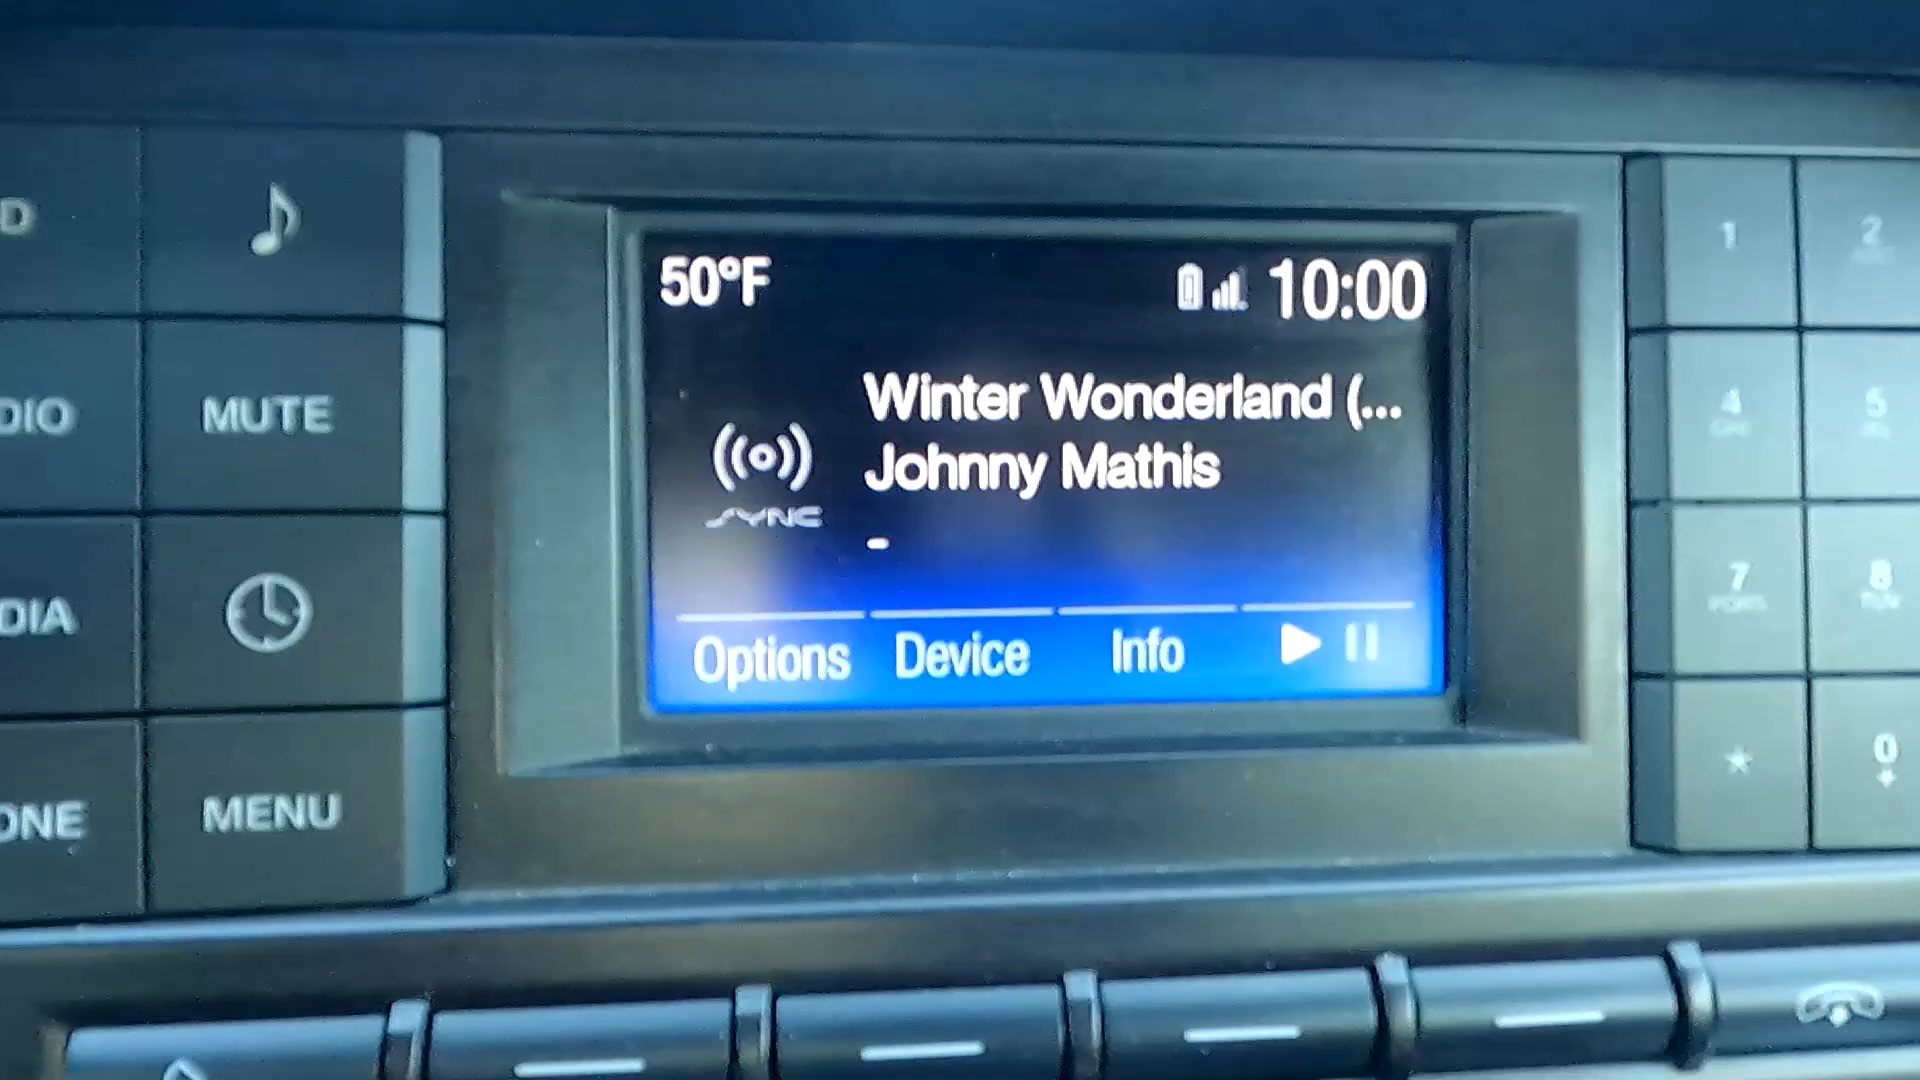 50°F 10:00
Winter Wonderland (...
Johnny Mathis
SYNC
-
Options Device Info
D
DIO MUTE
DIA
ONE MENU
1 2
4 5
7 8
* 0